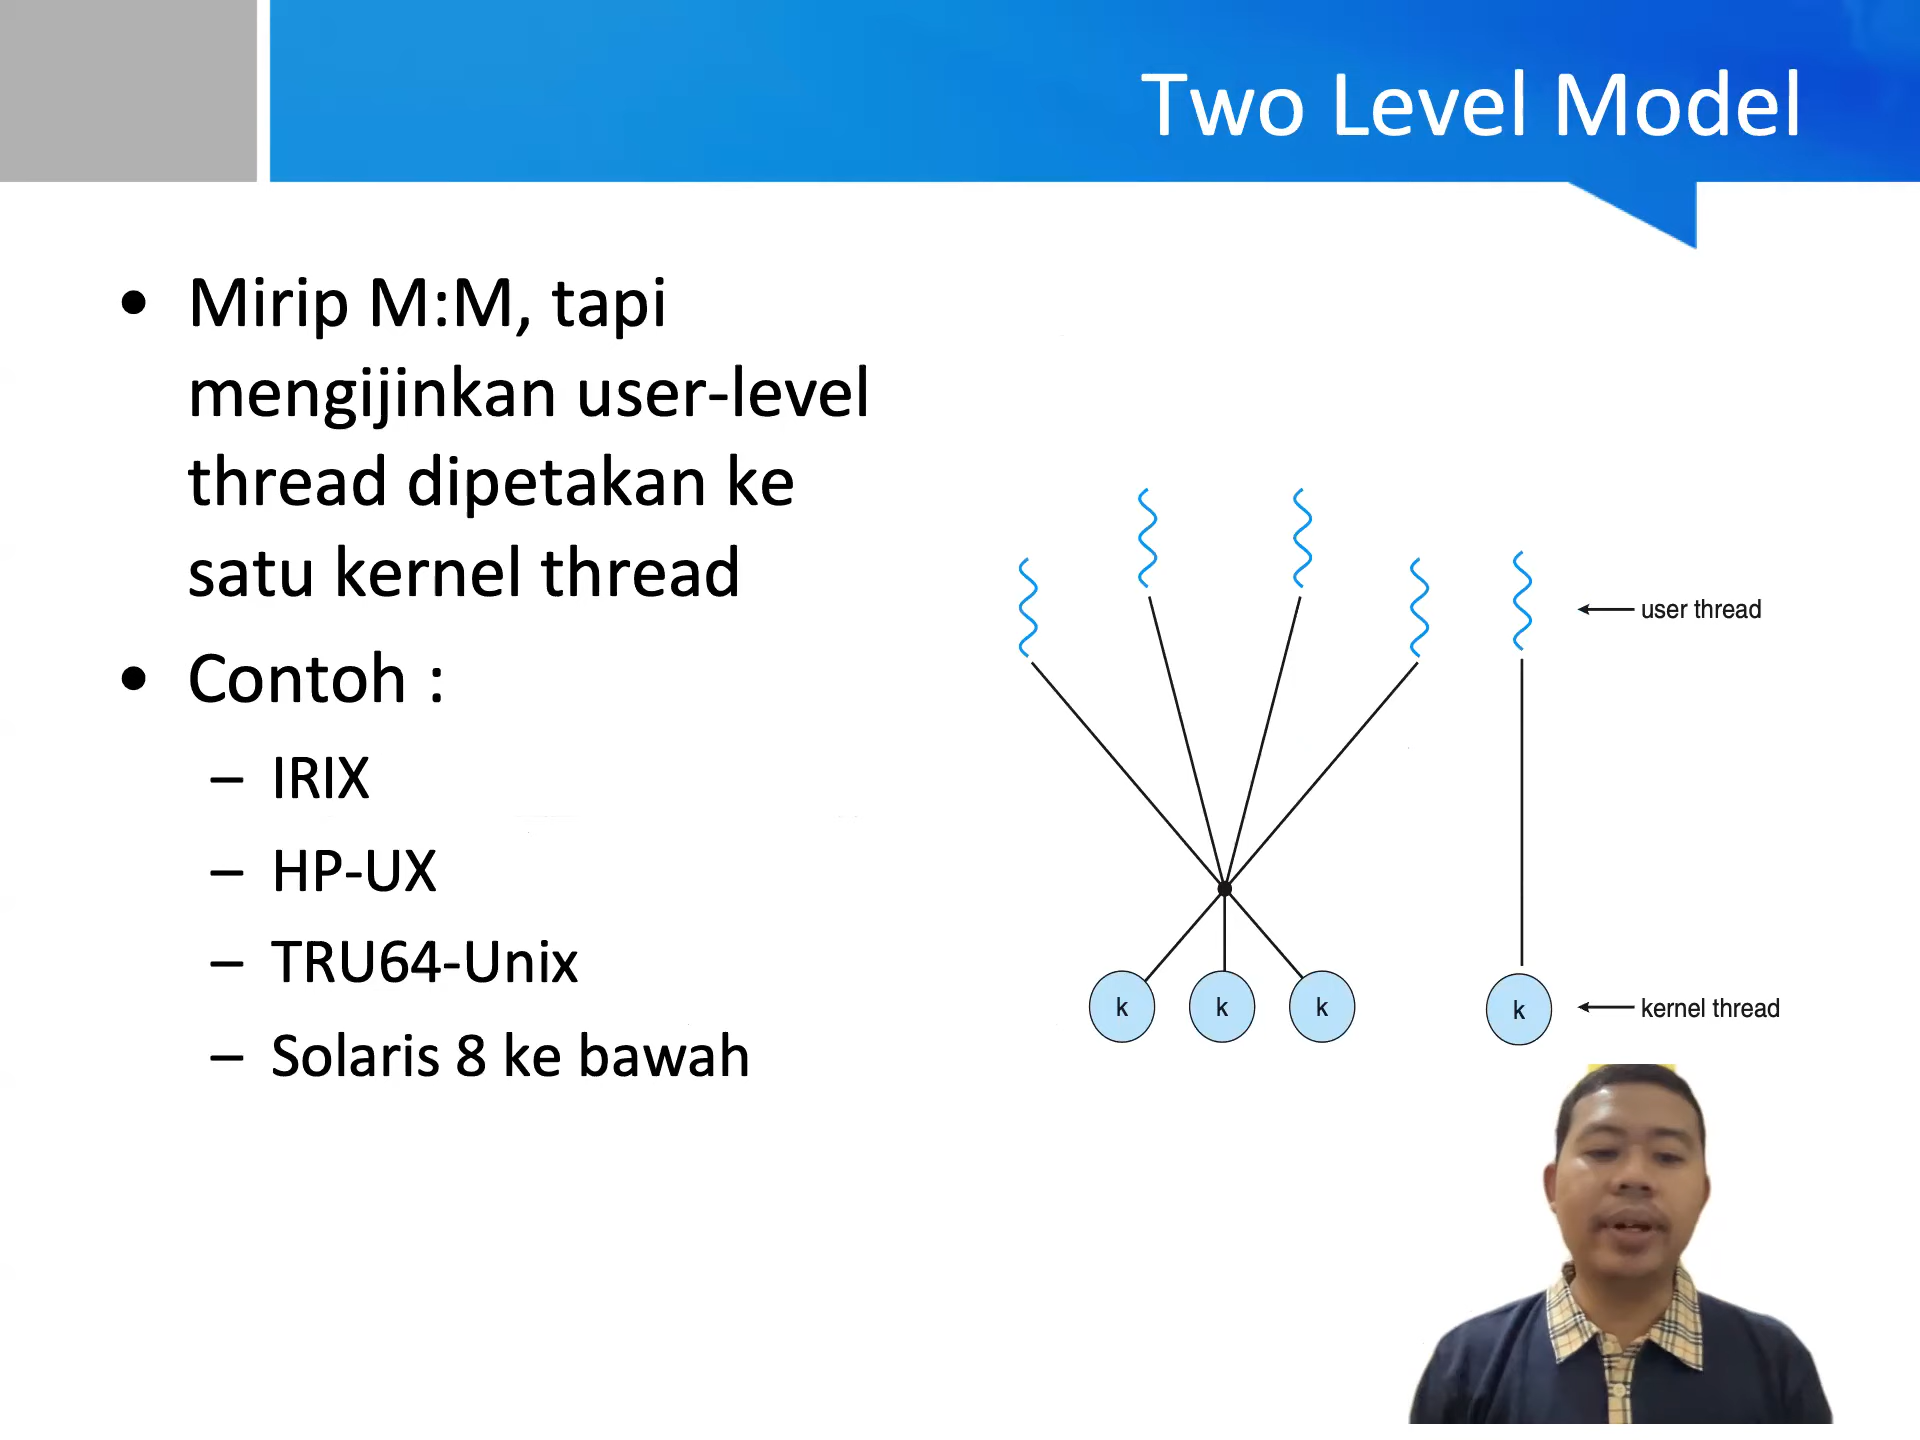 Two Level Model
• Mirip M:M, tapi
mengijinkan user-level
thread dipetakan ke
satu kernel thread
• Contoh :
– IRIX
– HP-UX
– TRU64-Unix
– Solaris 8 ke bawah
user thread
k
k
k
k
kernel thread